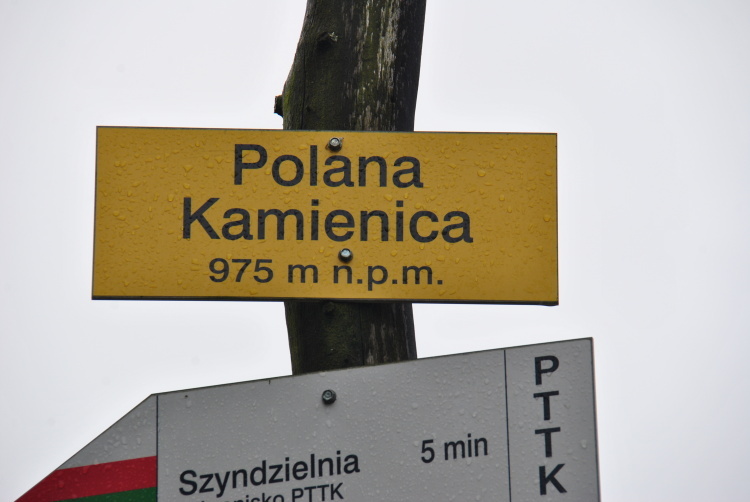 Polana
Kamienica
975 m n.p.m.
Szyndzielnia 5 min
PTTK
PTTK